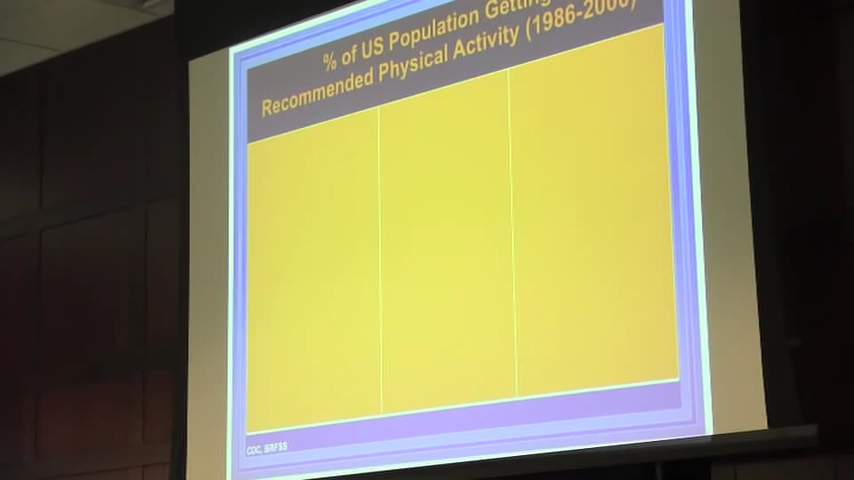 % of US Population Getting
Recommended Physical Activity (1986-2000)
CDC, BRFSS